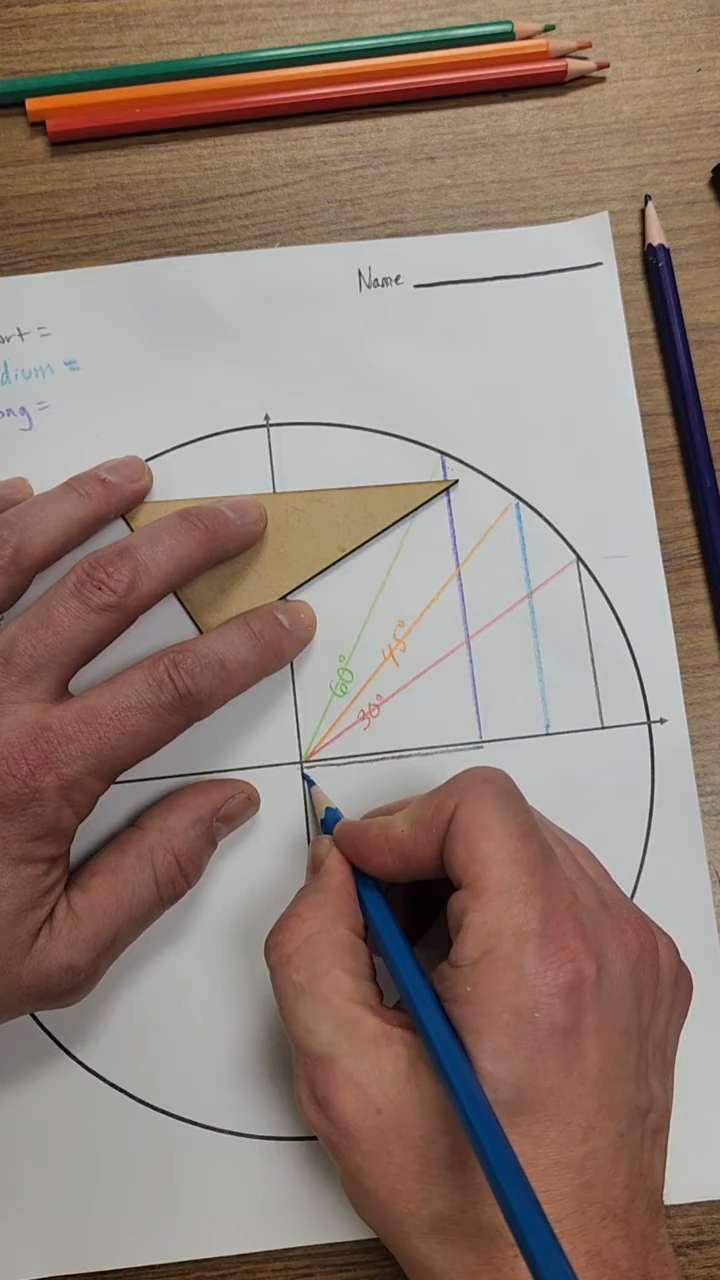 Name
ort =
dium =
ong =
60°
45°
30°